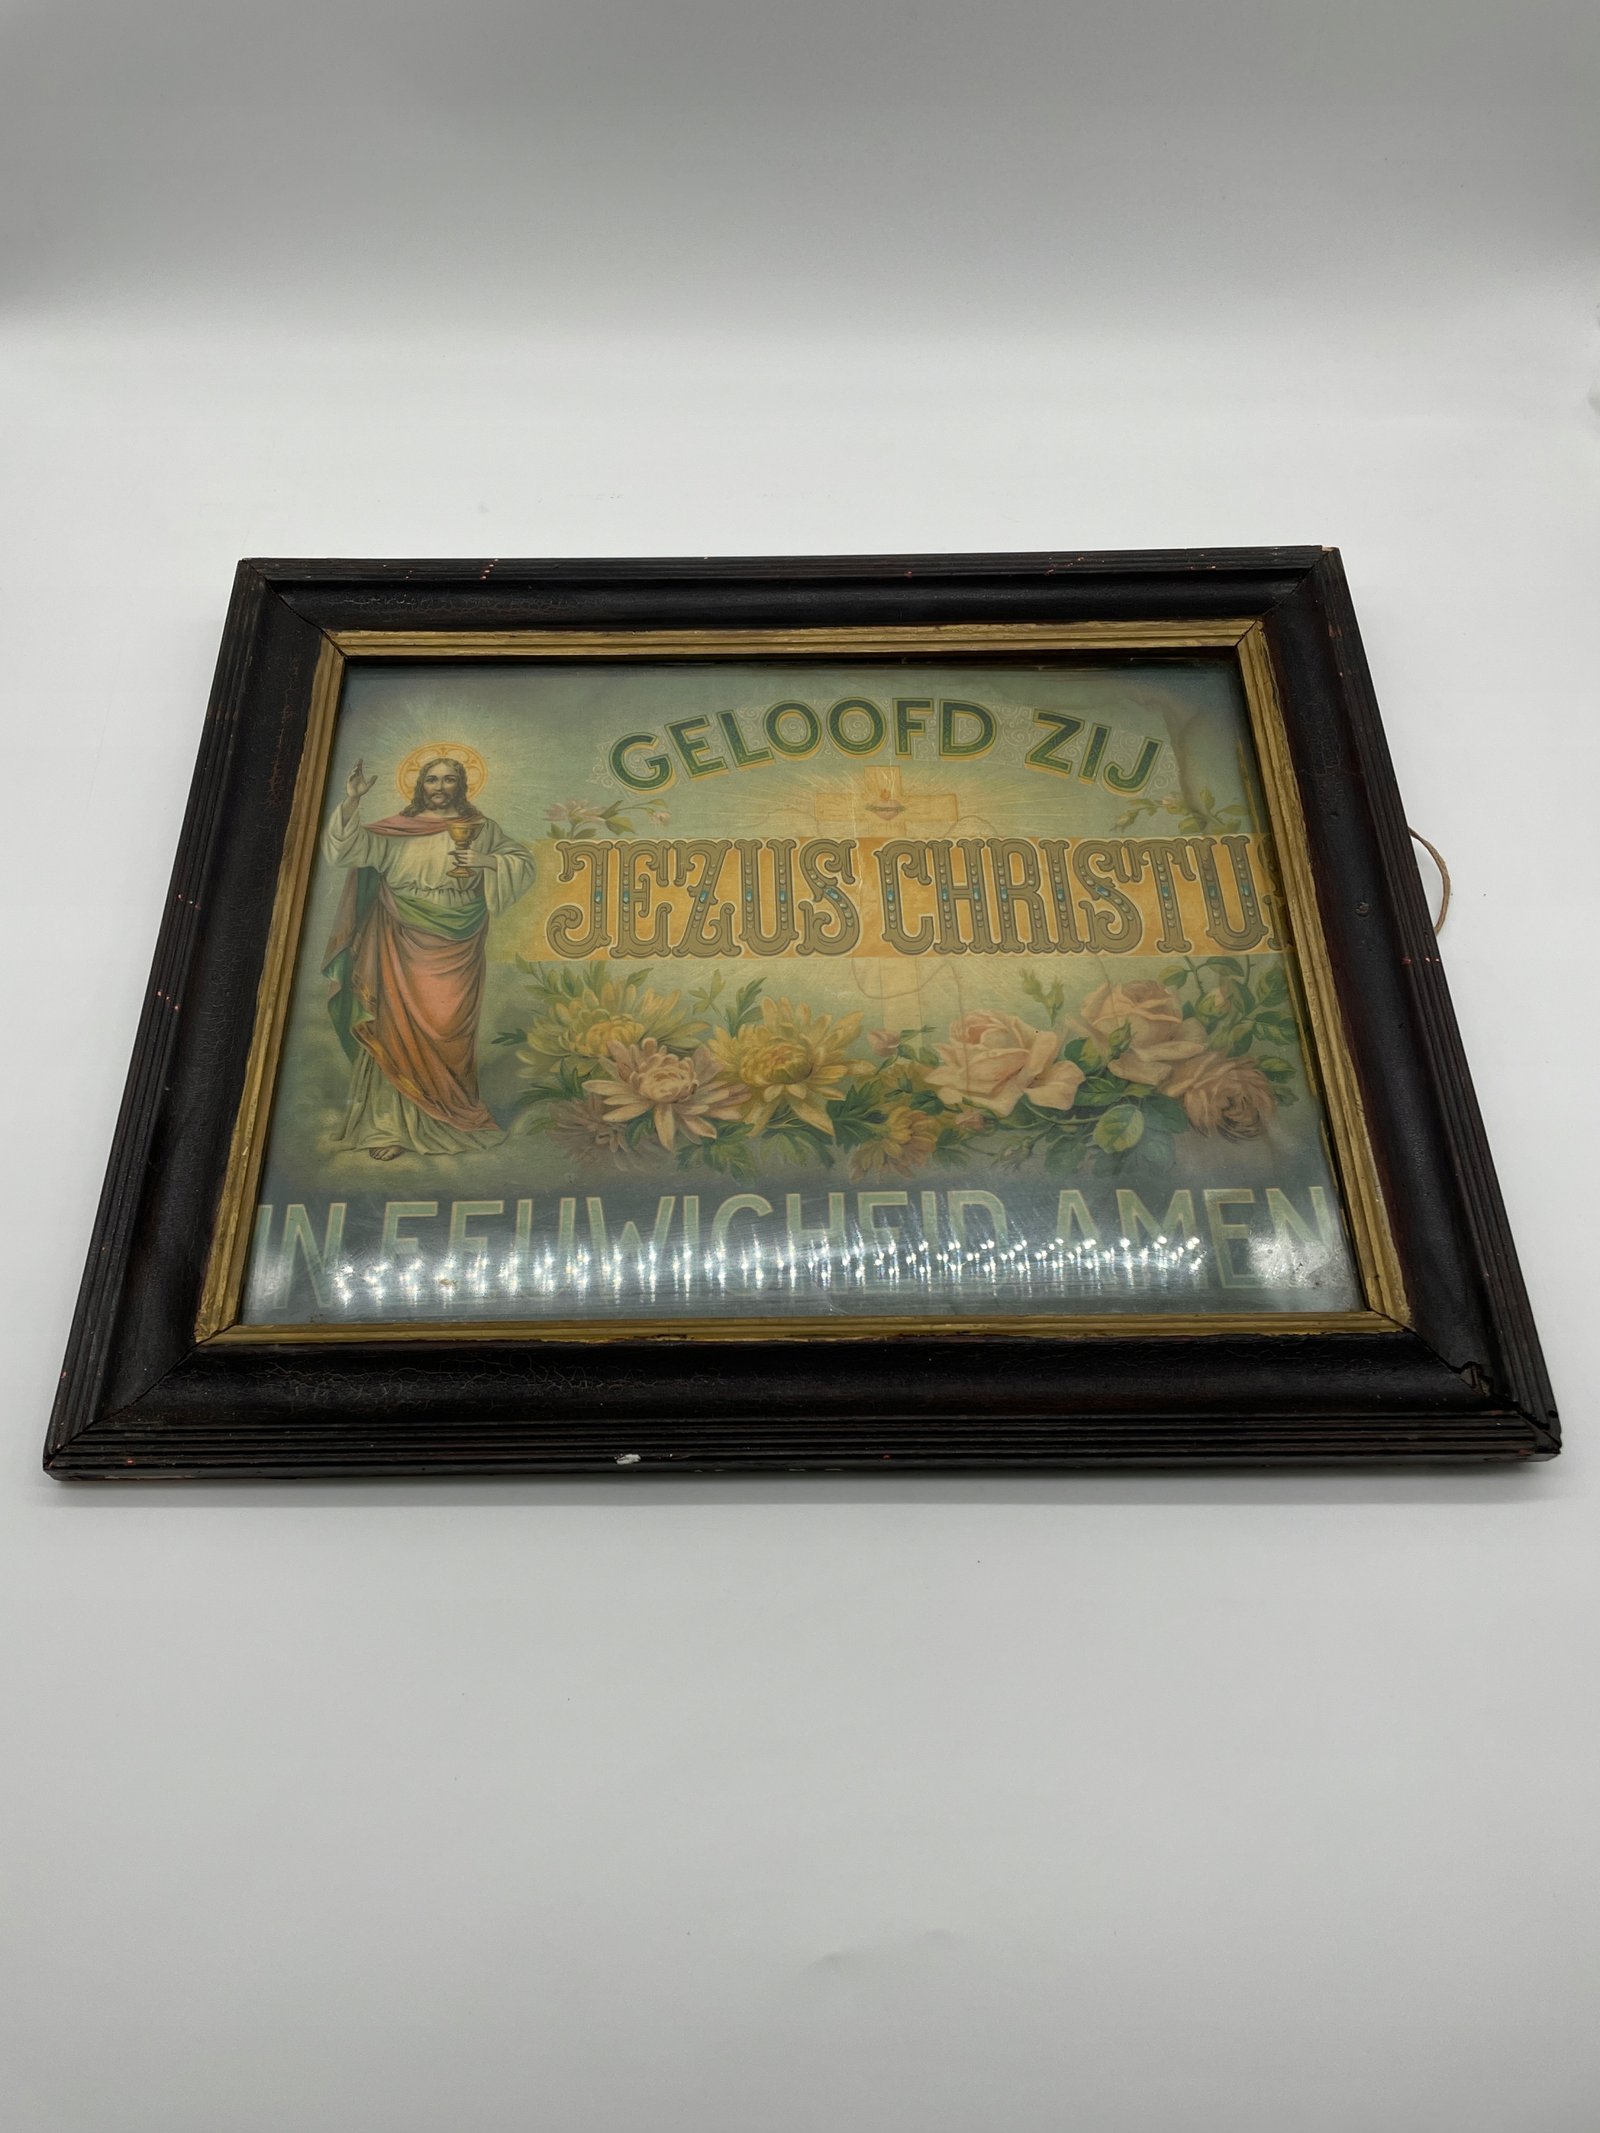 GELOOFD ZIJ
JEZUS CHRISTUS
IN EEUWIGHEID AMEN